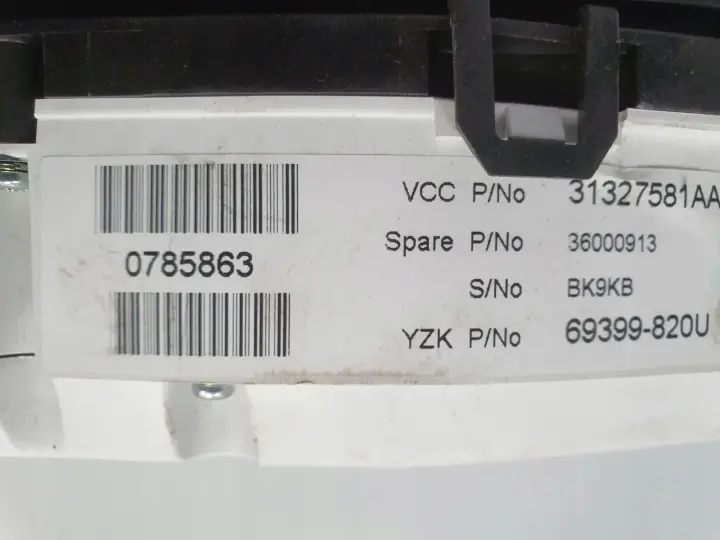 0785863
VCC P/No 31327581AA
Spare P/No 36000913
S/No BK9KB
YZK P/No 69399-820U